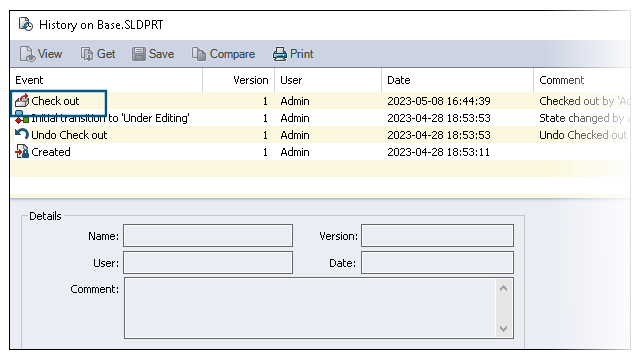 History on Base.SLDPRT
View Get Save Compare Print
Event Version User Date Comment
Check out 1 Admin 2023-05-08 16:44:39 Checked out by 'Ad
Initial transition to 'Under Editing' 1 Admin 2023-04-28 18:53:53 State changed by
Undo Check out 1 Admin 2023-04-28 18:53:53 Undo Checked out
Created 1 Admin 2023-04-28 18:53:11
Details
Name: Version:
User: Date:
Comment: